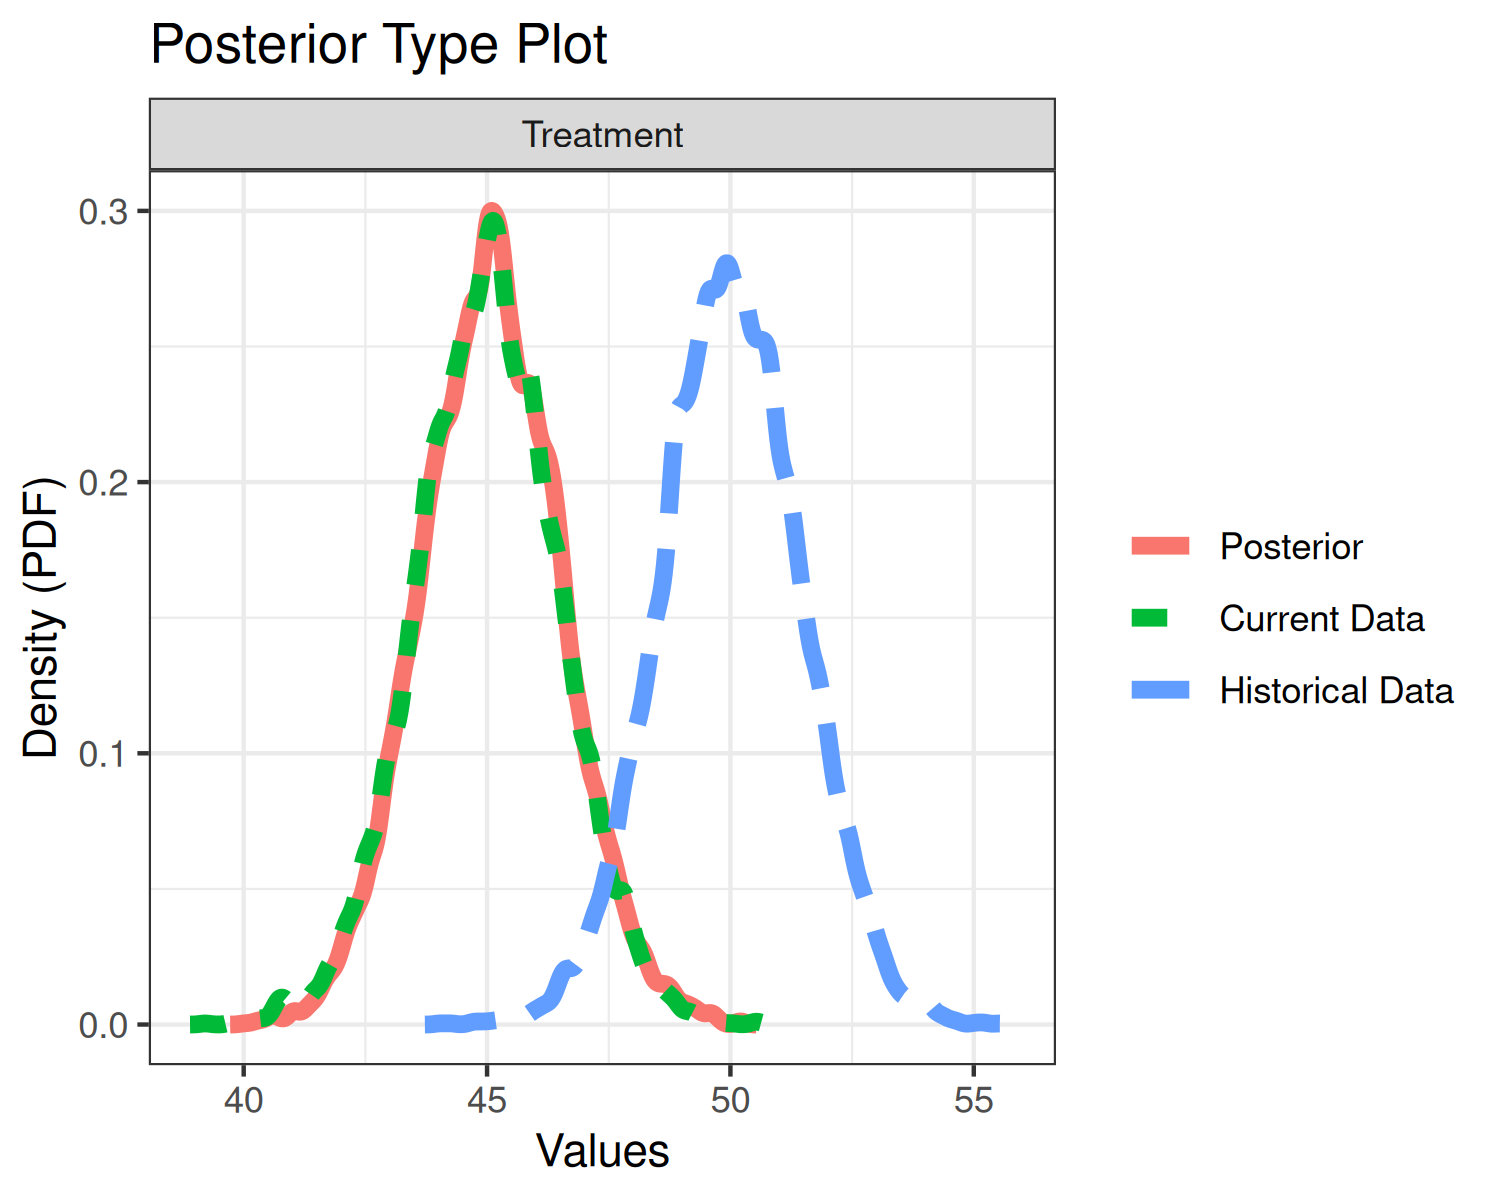 Posterior Type Plot
Treatment
0.3
0.2
0.1
0.0
Density (PDF)
40 45 50 55
Values
Posterior
Current Data
Historical Data